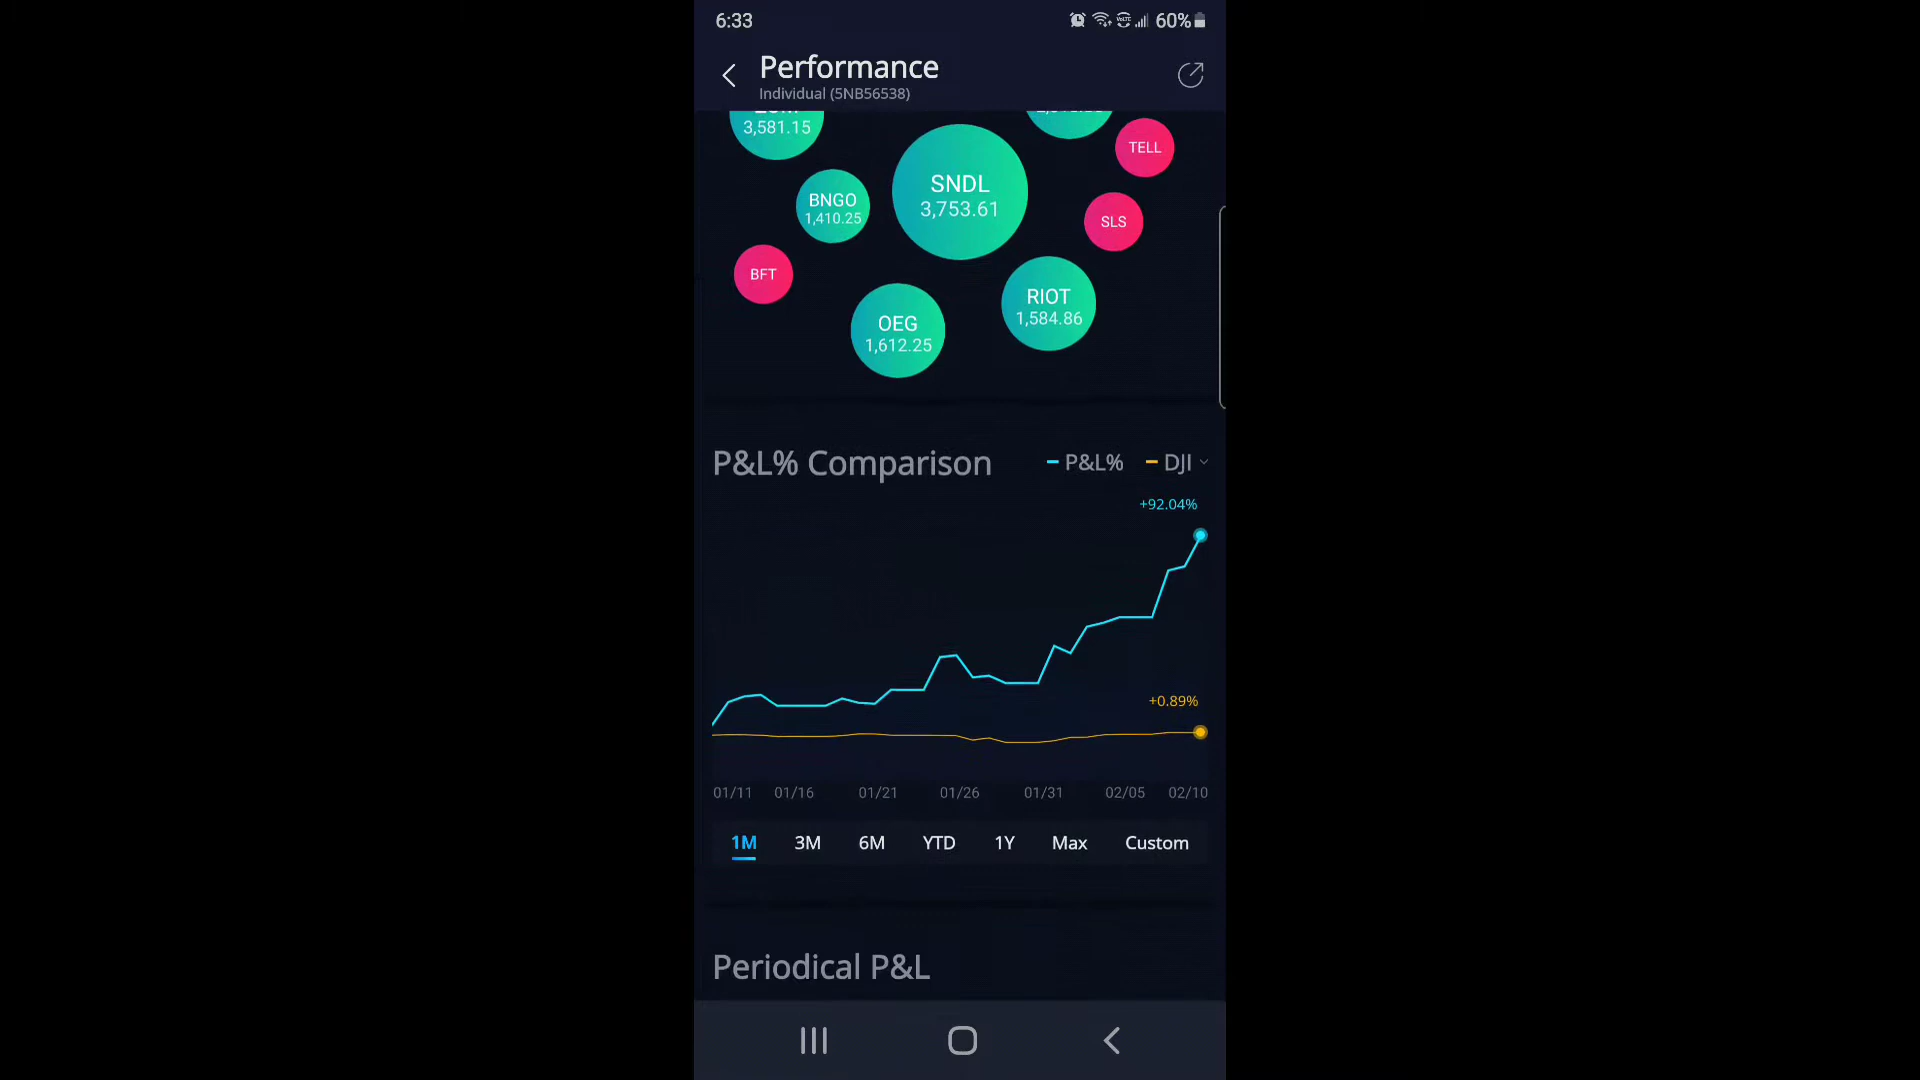 6:33
60%
Performance
Individual (5NB56538)
3,581.15
TELL
SNDL
3,753.61
BNGO
1,410.25
SLS
BFT
RIOT
1,584.86
OEG
1,612.25
P&L% Comparison
P&L%
DJI
+92.04%
+0.89%
01/11 01/16 01/21 01/26 01/31 02/05 02/10
1M 3M 6M YTD 1Y Max Custom
Periodical P&L